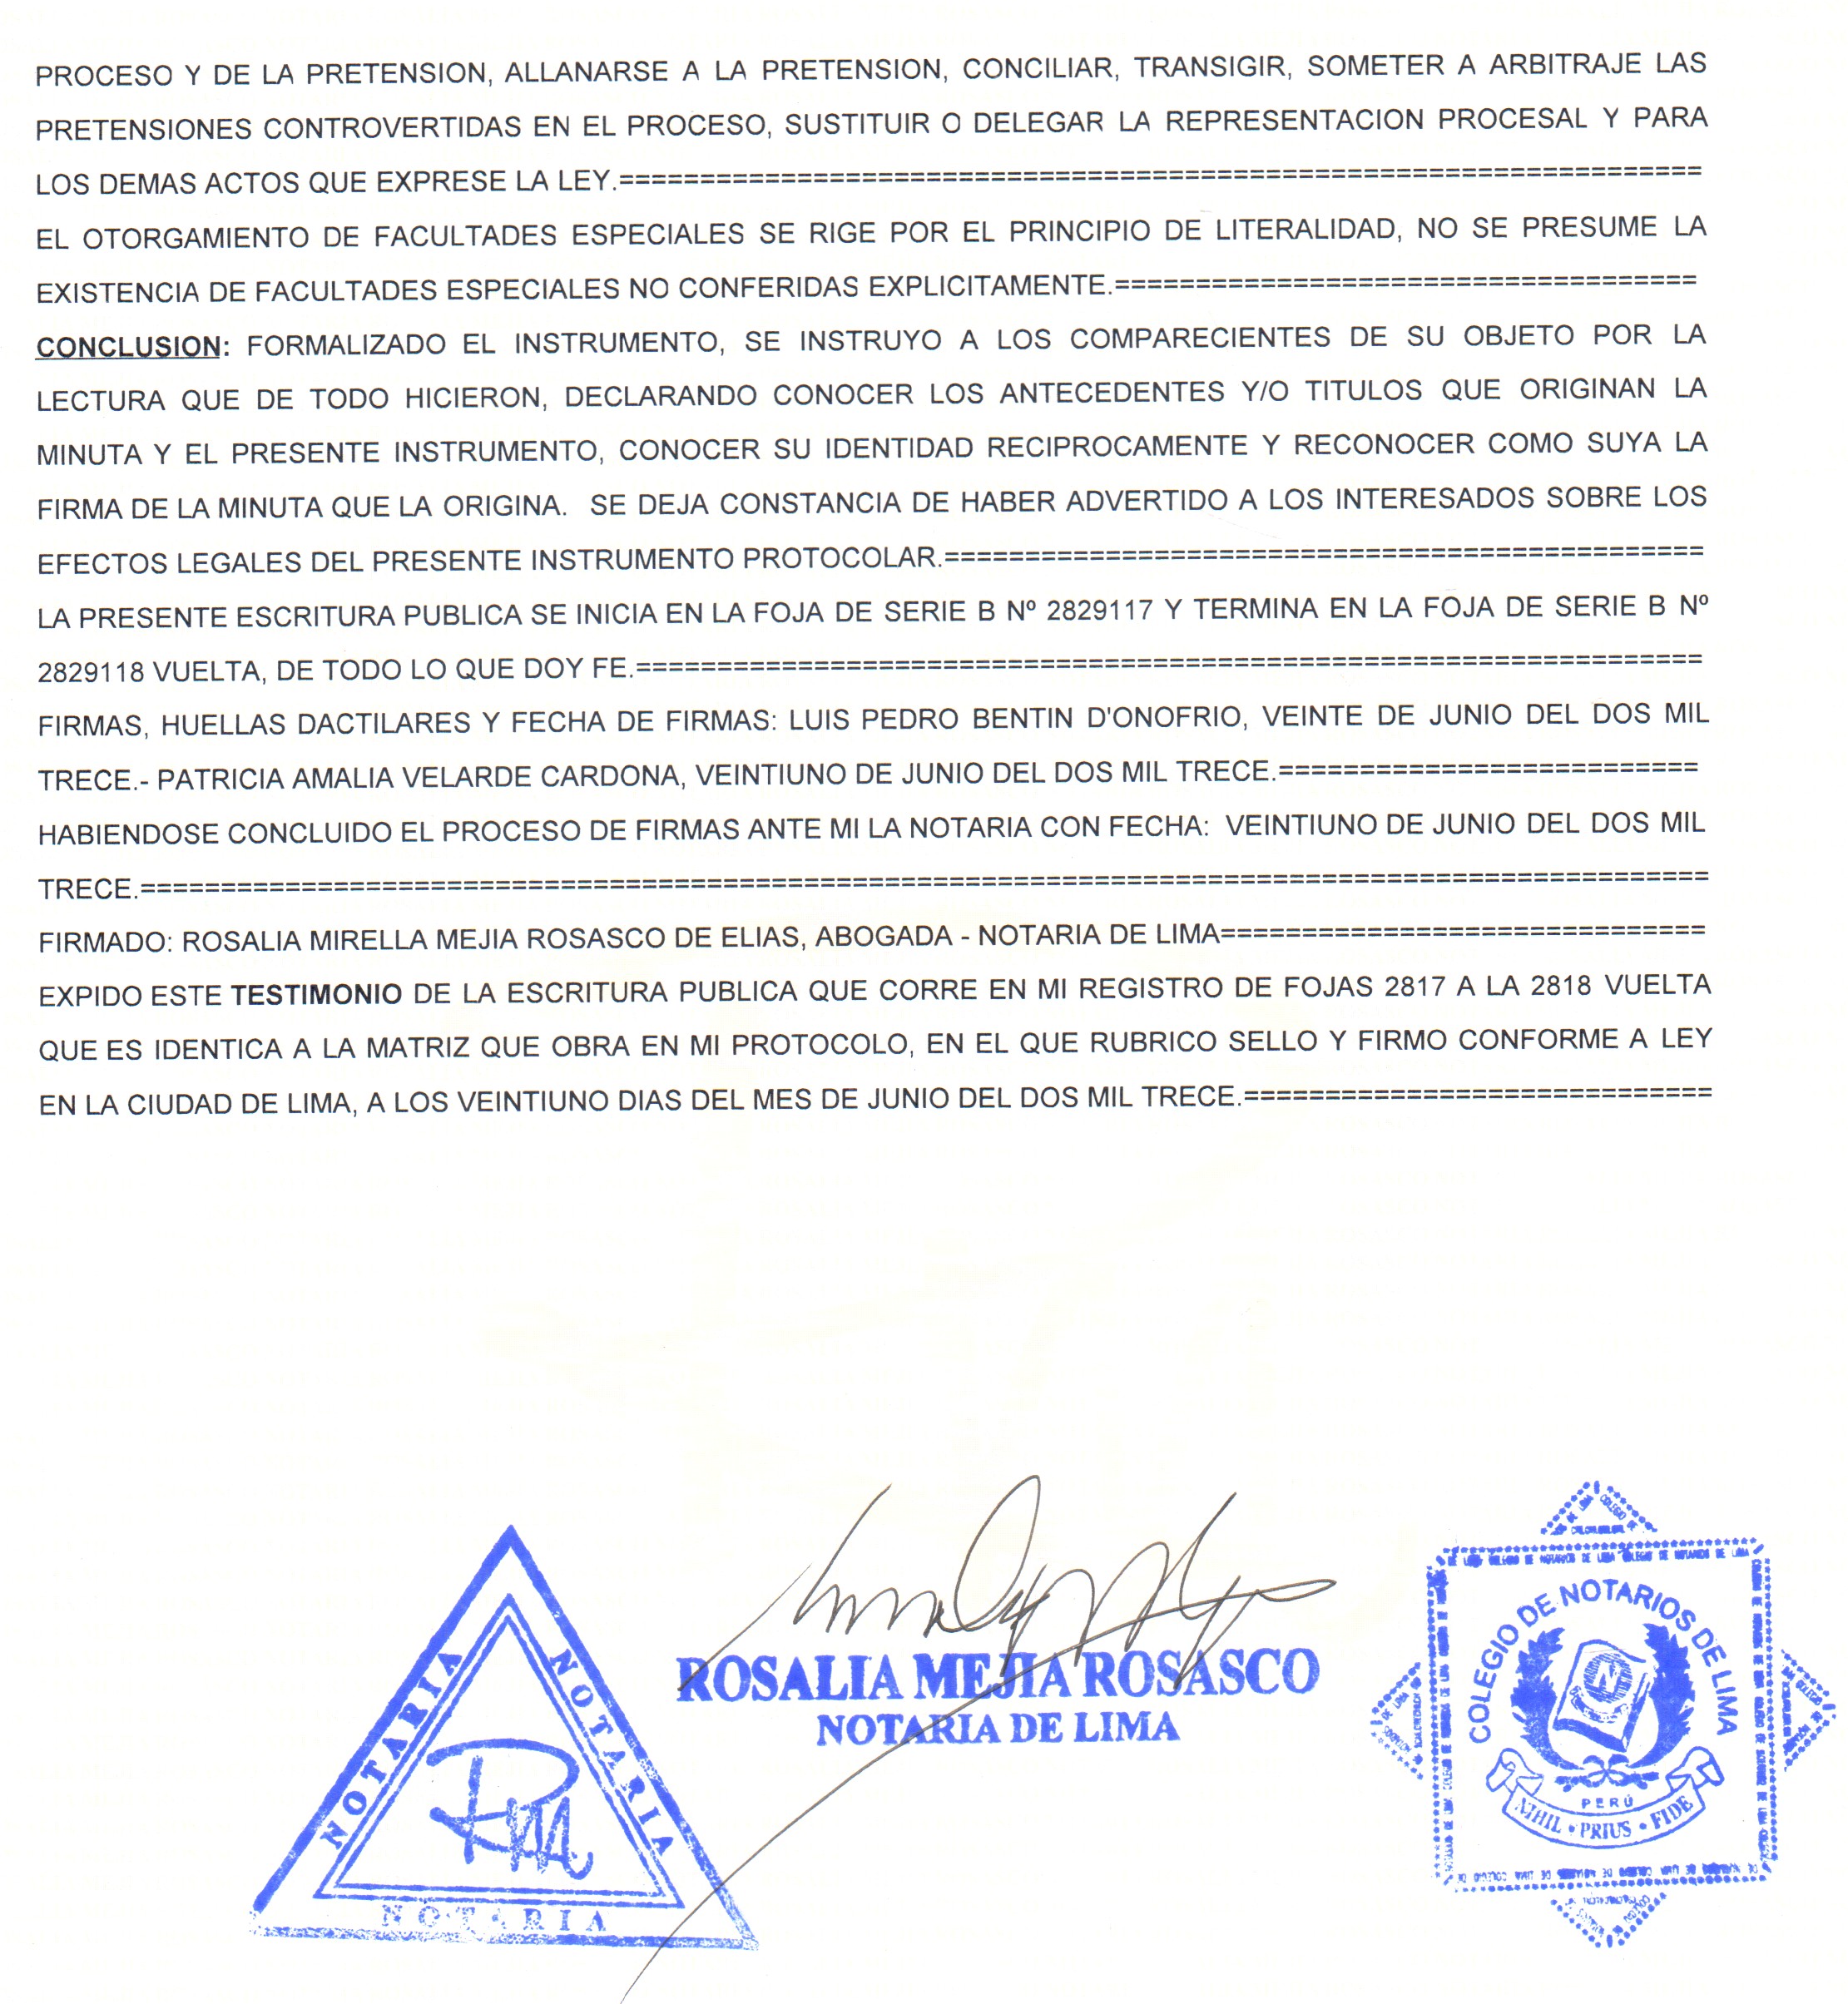 PROCESO Y DE LA PRETENSION, ALLANARSE A LA PRETENSION, CONCILIAR, TRANSIGIR, SOMETER A ARBITRAJE LAS
PRETENSIONES CONTROVERTIDAS EN EL PROCESO, SUSTITUIR O DELEGAR LA REPRESENTACION PROCESAL Y PARA
LOS DEMAS ACTOS QUE EXPRESE LA LEY.====================================================================
EL OTORGAMIENTO DE FACULTADES ESPECIALES SE RIGE POR EL PRINCIPIO DE LITERALIDAD, NO SE PRESUME LA
EXISTENCIA DE FACULTADES ESPECIALES NO CONFERIDAS EXPLICITAMENTE.====================================
CONCLUSION: FORMALIZADO EL INSTRUMENTO, SE INSTRUYO A LOS COMPARECIENTES DE SU OBJETO POR LA
LECTURA QUE DE TODO HICIERON, DECLARANDO CONOCER LOS ANTECEDENTES Y/O TITULOS QUE ORIGINAN LA
MINUTA Y EL PRESENTE INSTRUMENTO, CONOCER SU IDENTIDAD RECIPROCAMENTE Y RECONOCER COMO SUYA LA
FIRMA DE LA MINUTA QUE LA ORIGINA. SE DEJA CONSTANCIA DE HABER ADVERTIDO A LOS INTERESADOS SOBRE LOS
EFECTOS LEGALES DEL PRESENTE INSTRUMENTO PROTOCOLAR.===============================================
LA PRESENTE ESCRITURA PUBLICA SE INICIA EN LA FOJA DE SERIE B Nº 2829117 Y TERMINA EN LA FOJA DE SERIE B Nº
2829118 VUELTA, DE TODO LO QUE DOY FE.==================================================================
FIRMAS, HUELLAS DACTILARES Y FECHA DE FIRMAS: LUIS PEDRO BENTIN D'ONOFRIO, VEINTE DE JUNIO DEL DOS MIL
TRECE.- PATRICIA AMALIA VELARDE CARDONA, VEINTIUNO DE JUNIO DEL DOS MIL TRECE.==========================
HABIENDOSE CONCLUIDO EL PROCESO DE FIRMAS ANTE MI LA NOTARIA CON FECHA: VEINTIUNO DE JUNIO DEL DOS MIL
TRECE.==================================================================================================
FIRMADO: ROSALIA MIRELLA MEJIA ROSASCO DE ELIAS, ABOGADA - NOTARIA DE LIMA==============================
EXPIDO ESTE TESTIMONIO DE LA ESCRITURA PUBLICA QUE CORRE EN MI REGISTRO DE FOJAS 2817 A LA 2818 VUELTA
QUE ES IDENTICA A LA MATRIZ QUE OBRA EN MI PROTOCOLO, EN EL QUE RUBRICO SELLO Y FIRMO CONFORME A LEY
EN LA CIUDAD DE LIMA, A LOS VEINTIUNO DIAS DEL MES DE JUNIO DEL DOS MIL TRECE.=============================
NOTARIA
NOTARIA
RM
NOTARIA
ROSALIA MEJIA ROSASCO
NOTARIA DE LIMA
COLEGIO DE NOTARIOS DE LIMA
N
PERÚ
NIHIL • PRIUS • FIDE